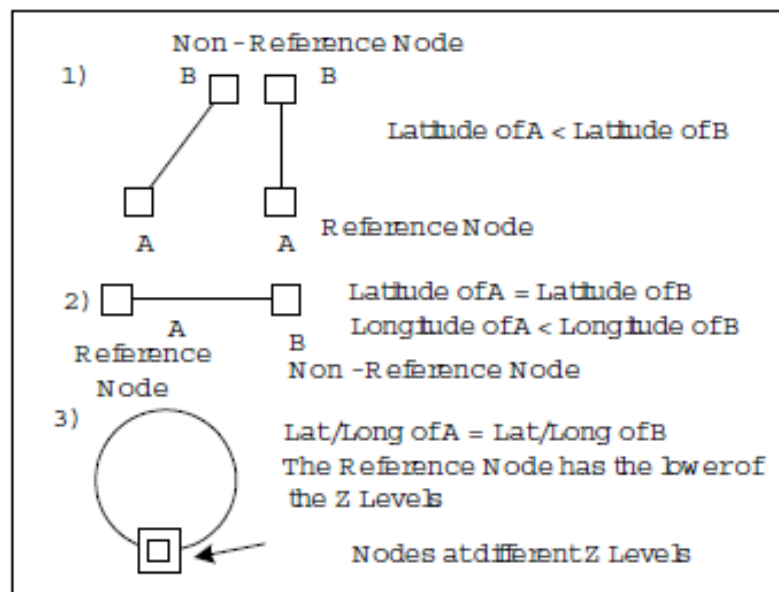 Non-Reference Node
1)
B
B
Latitude of A < Latitude of B
A
A
Reference Node
2)
Latitude of A = Latitude of B
A
Longitude of A < Longitude of B
B
Reference
Node
Non-Reference Node
3)
Lat/Long of A = Lat/Long of B
The Reference Node has the lower of
the Z Levels
Nodes at different Z Levels